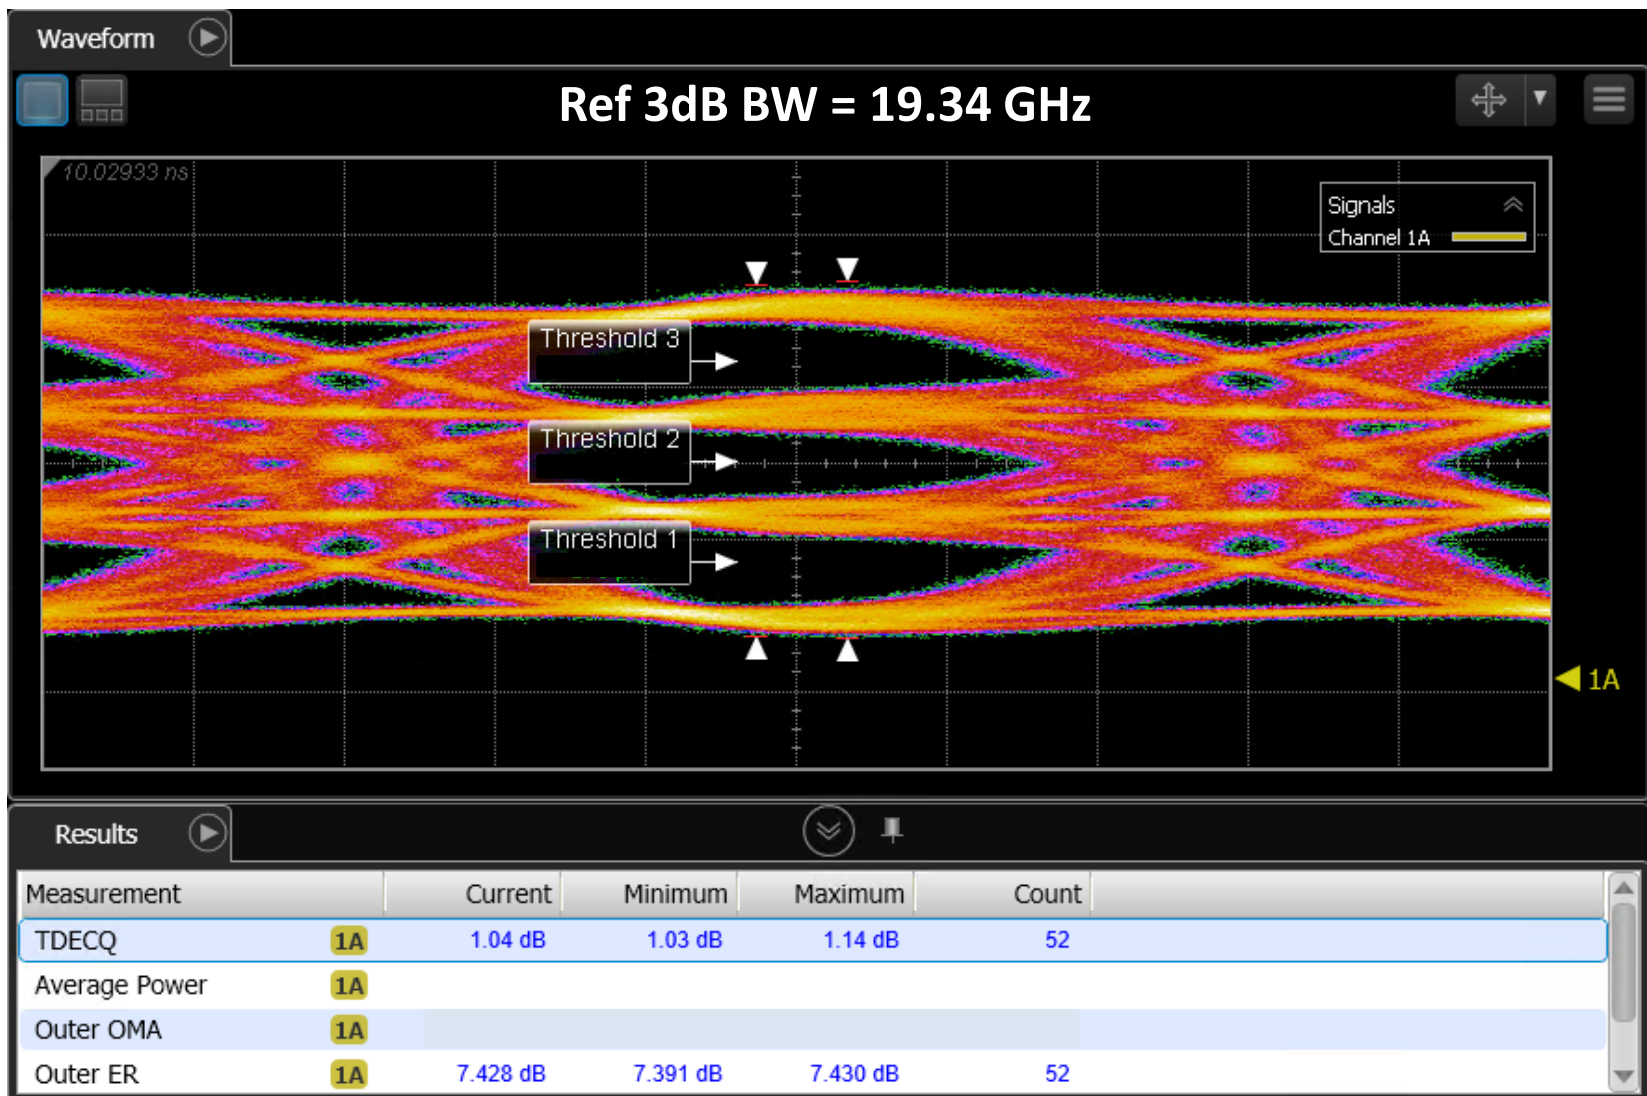 Waveform
Ref 3dB BW = 19.34 GHz
10.02933 ns
Signals
Channel 1A
Threshold 3
Threshold 2
Threshold 1
1A
Results
Measurement Current Minimum Maximum Count
TDECQ 1A 1.04 dB 1.03 dB 1.14 dB 52
Average Power 1A
Outer OMA 1A
Outer ER 1A 7.428 dB 7.391 dB 7.430 dB 52